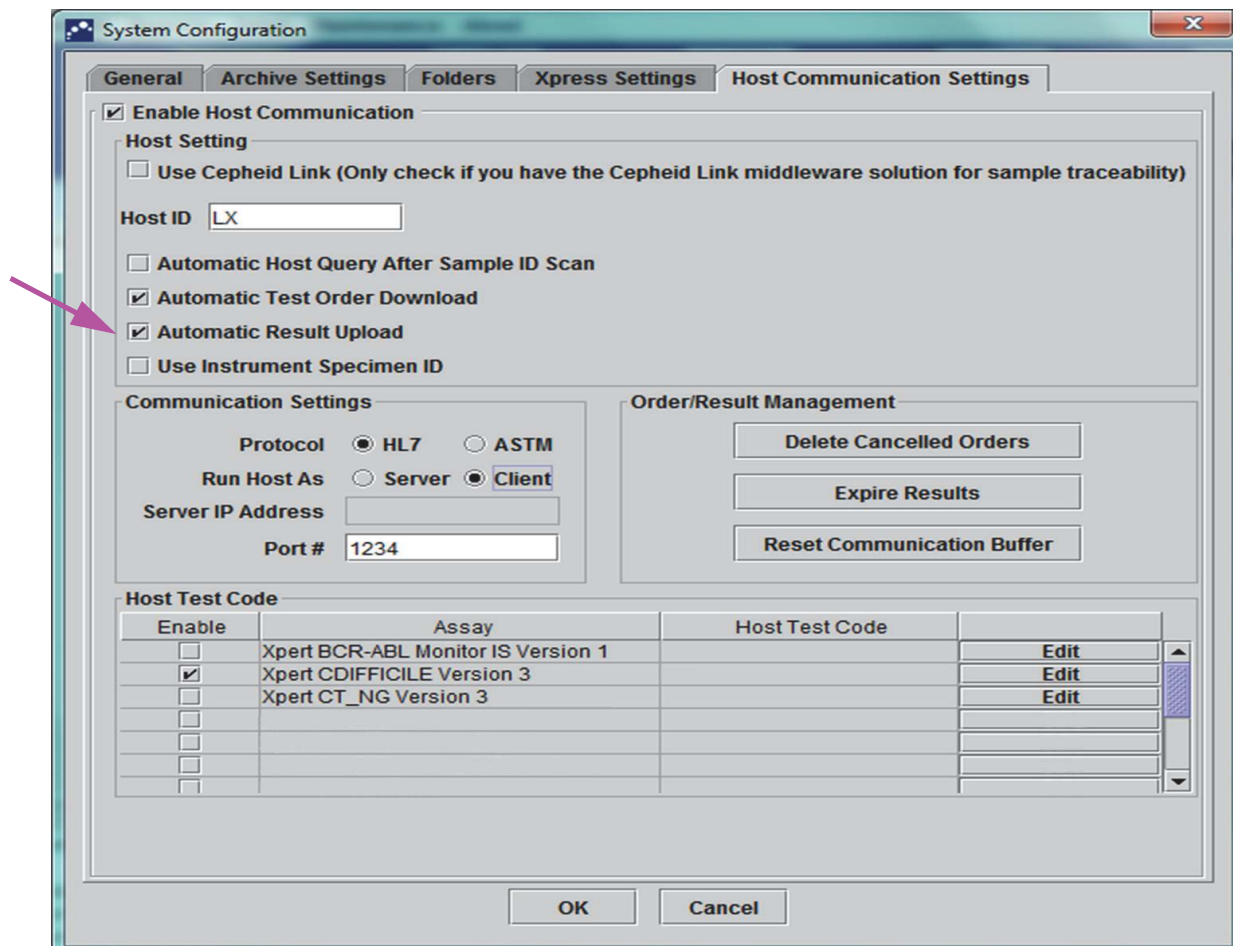 System Configuration
General Archive Settings Folders Xpress Settings Host Communication Settings
Enable Host Communication
Host Setting
Use Cepheid Link (Only check if you have the Cepheid Link middleware solution for sample traceability)
Host ID LX
Automatic Host Query After Sample ID Scan
Automatic Test Order Download
Automatic Result Upload
Use Instrument Specimen ID
Communication Settings
Protocol HL7 ASTM
Run Host As Server Client
Server IP Address
Port # 1234
Order/Result Management
Delete Cancelled Orders
Expire Results
Reset Communication Buffer
Host Test Code
Enable Assay Host Test Code
Xpert BCR-ABL Monitor IS Version 1 Edit
Xpert CDIFFICILE Version 3 Edit
Xpert CT_NG Version 3 Edit
OK Cancel